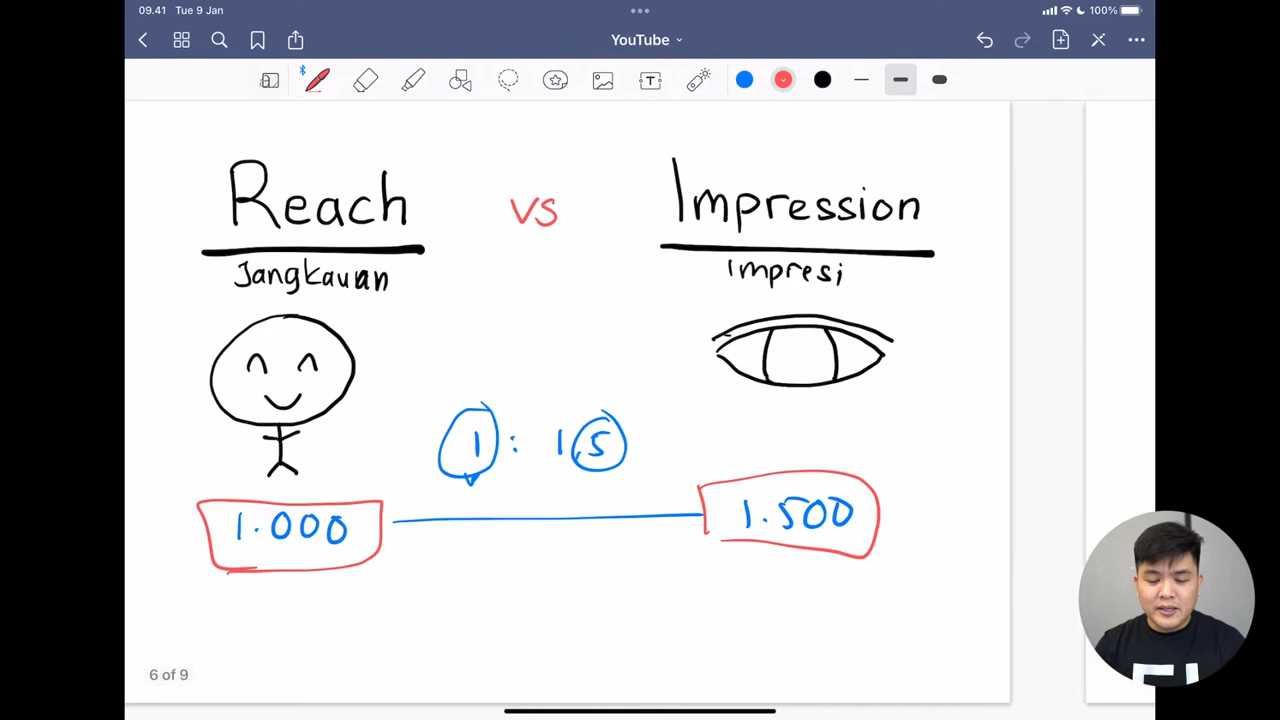 09.41 Tue 9 Jan
100%
YouTube
T
Reach vs Impression
Jangkauan
Impresi
1 : 1,5
1.000
1.500
6 of 9